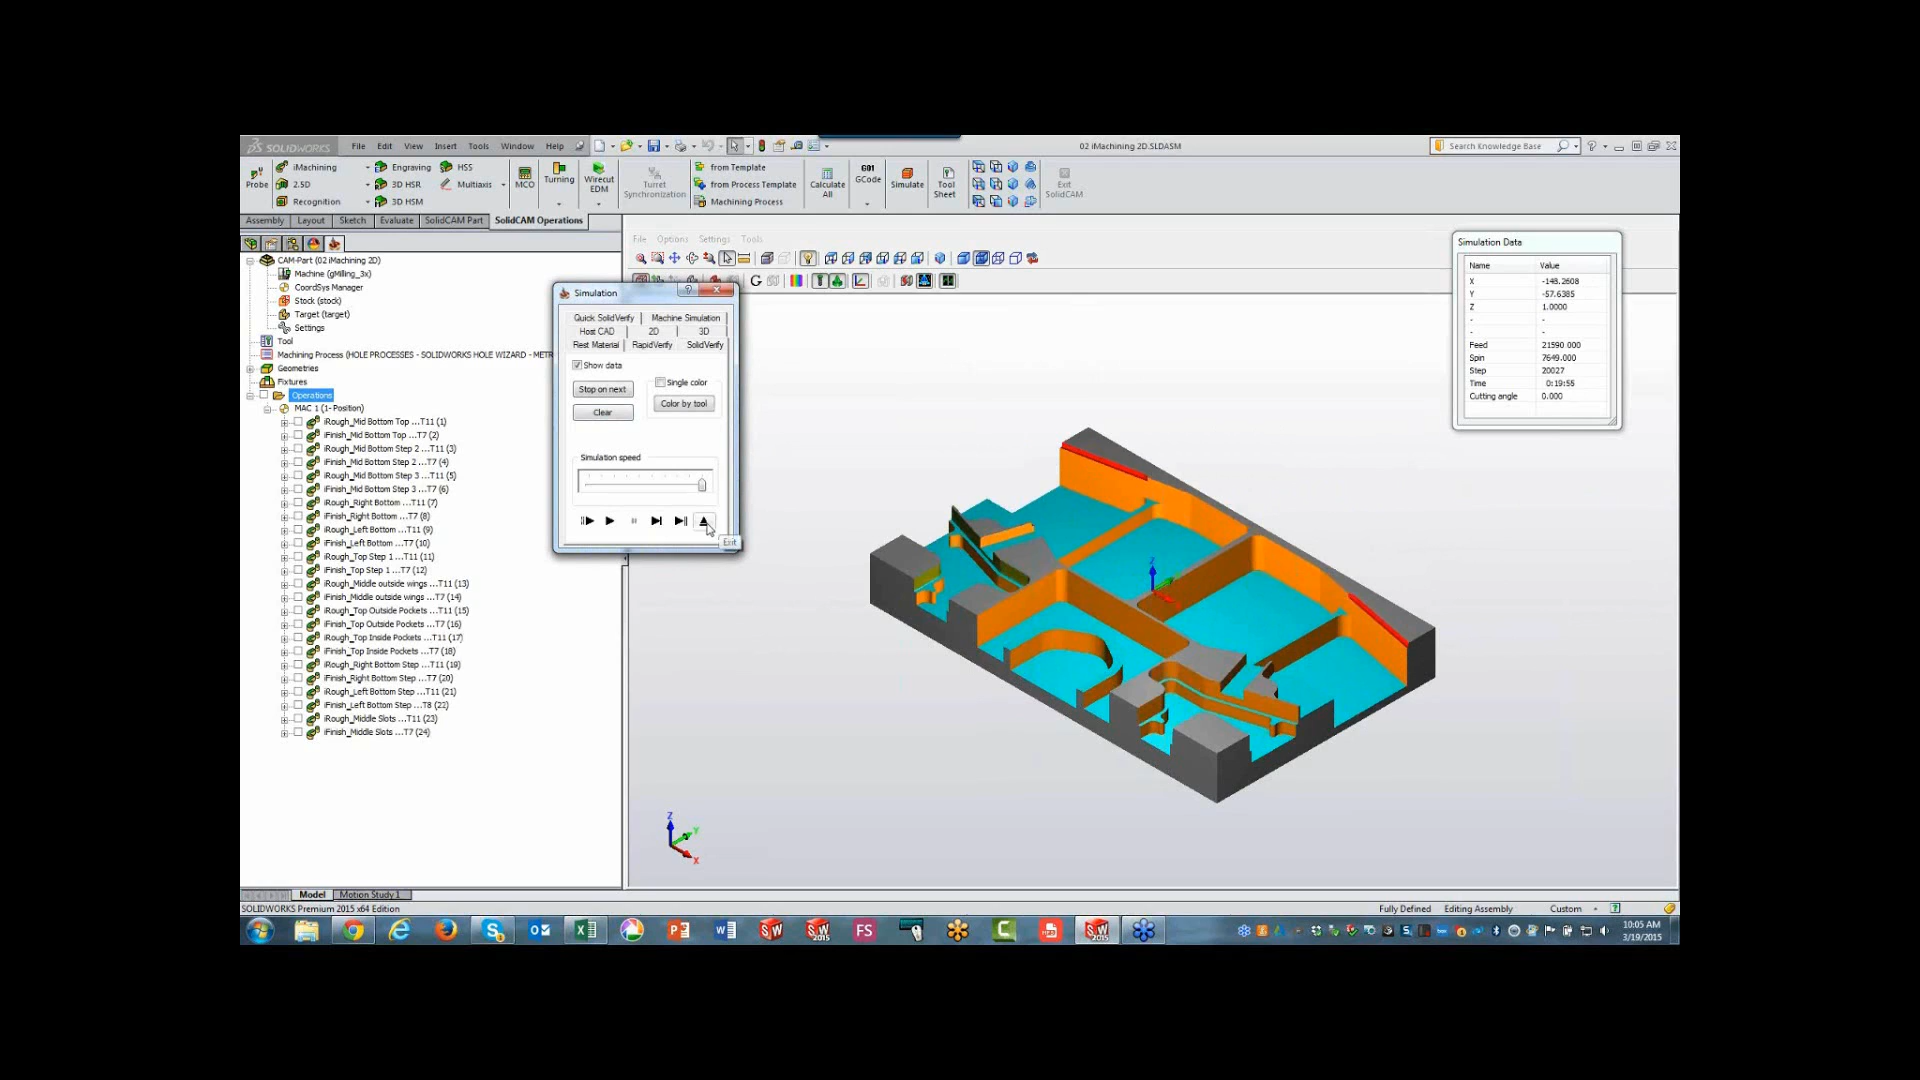 SOLIDWORKS File Edit View Insert Tools Window Help 02 iMachining 2D.SLDASM Search Knowledge Base
Probe
iMachining
2.5D
Recognition
Engraving
3D HSR
3D HSM
HSS
Multiaxis
MCO
Turning
Wirecut EDM
Turret Synchronization
from Template
from Process Template
Machining Process
Calculate All
G01
GCode
Simulate
Tool Sheet
Exit SolidCAM
Assembly Layout Sketch Evaluate SolidCAM Part SolidCAM Operations
CAM-Part (02 iMachining 2D)
Machine (gMilling_3x)
CoordSys Manager
Stock (stock)
Target (target)
Settings
Tool
Machining Process (HOLE PROCESSES - SOLIDWORKS HOLE WIZARD - METR
Geometries
Fixtures
Operations
MAC 1 (1- Position)
iRough_Mid Bottom Top ...T11 (1)
iFinish_Mid Bottom Top ...T7 (2)
iRough_Mid Bottom Step 2 ...T11 (3)
iFinish_Mid Bottom Step 2 ...T7 (4)
iRough_Mid Bottom Step 3 ...T11 (5)
iFinish_Mid Bottom Step 3 ...T7 (6)
iRough_Right Bottom ...T11 (7)
iFinish_Right Bottom ...T7 (8)
iRough_Left Bottom ...T11 (9)
iFinish_Left Bottom ...T7 (10)
iRough_Top Step 1 ...T11 (11)
iFinish_Top Step 1 ...T7 (12)
iRough_Middle outside wings...T11 (13)
iFinish_Middle outside wings ...T7 (14)
iRough_Top Outside Pockets ...T11 (15)
iFinish_Top Outside Pockets ...T7 (16)
iRough_Top Inside Pockets ...T11 (17)
iFinish_Top Inside Pockets ...T7 (18)
iRough_Right Bottom Step ...T11 (19)
iFinish_Right Bottom Step ...T7 (20)
iRough_Left Bottom Step ...T11 (21)
iFinish_Left Bottom Step ...T8 (22)
iRough_Middle Slots ...T11 (23)
iFinish_Middle Slots ...T7 (24)
File Options Settings Tools
Simulation
Quick SolidVerify Machine Simulation
Host CAD 2D 3D
Rest Material RapidVerify SolidVerify
Show data
Stop on next
Single color
Clear
Color by tool
Simulation speed
Exit
Simulation Data
Name Value
X -148.2608
Y -57.6385
Z 1.0000
- -
- -
Feed 21590.000
Spin 7649.000
Step 20027
Time 0:19:55
Cutting angle 0.000
Z
Z
Y
X
Model Motion Study 1
SOLIDWORKS Premium 2015 x64 Edition Fully Defined Editing Assembly Custom
FS
10:05 AM
3/19/2015